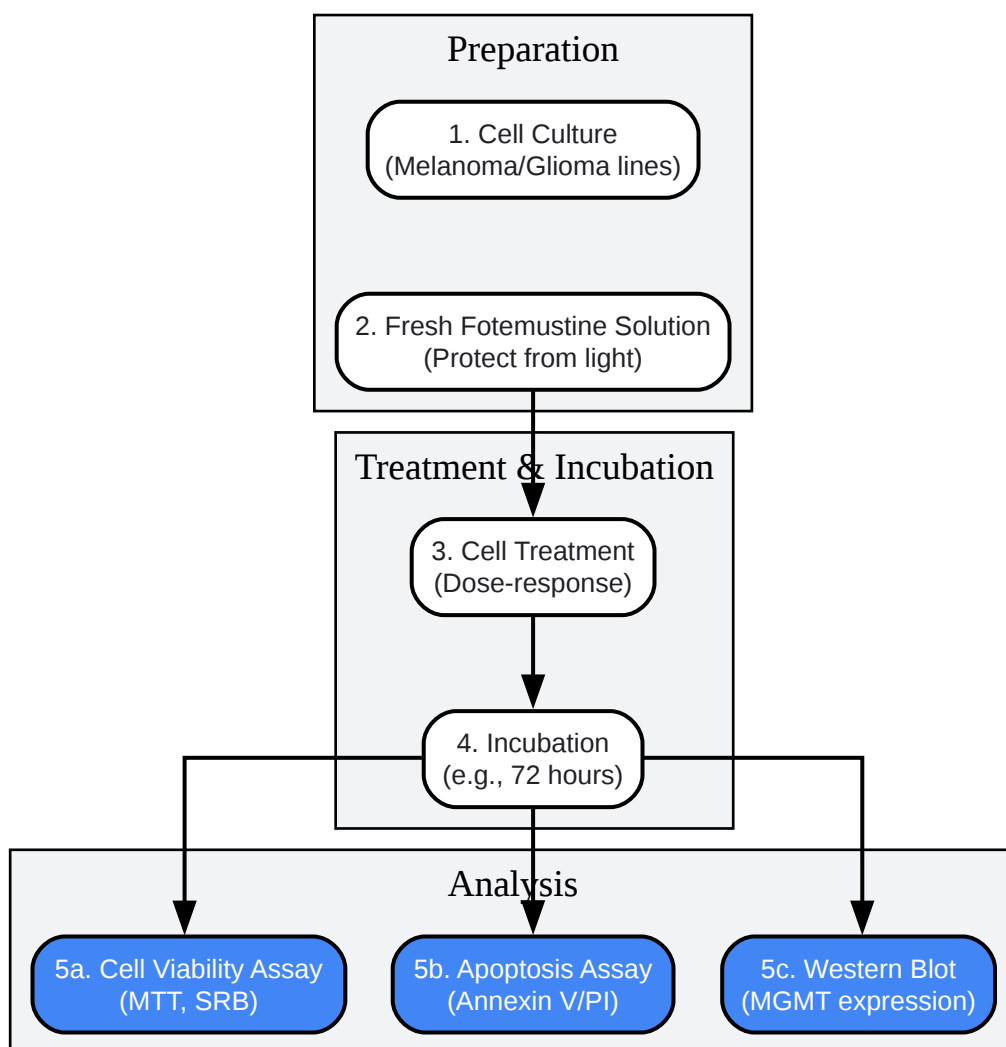 Preparation
1. Cell Culture
(Melanoma/Glioma lines)
2. Fresh Fotemustine Solution
(Protect from light)
Treatment & Incubation
3. Cell Treatment
(Dose-response)
4. Incubation
(e.g., 72 hours)
Analysis
5a. Cell Viability Assay
(MTT, SRB)
5b. Apoptosis Assay
(Annexin V/PI)
5c. Western Blot
(MGMT expression)